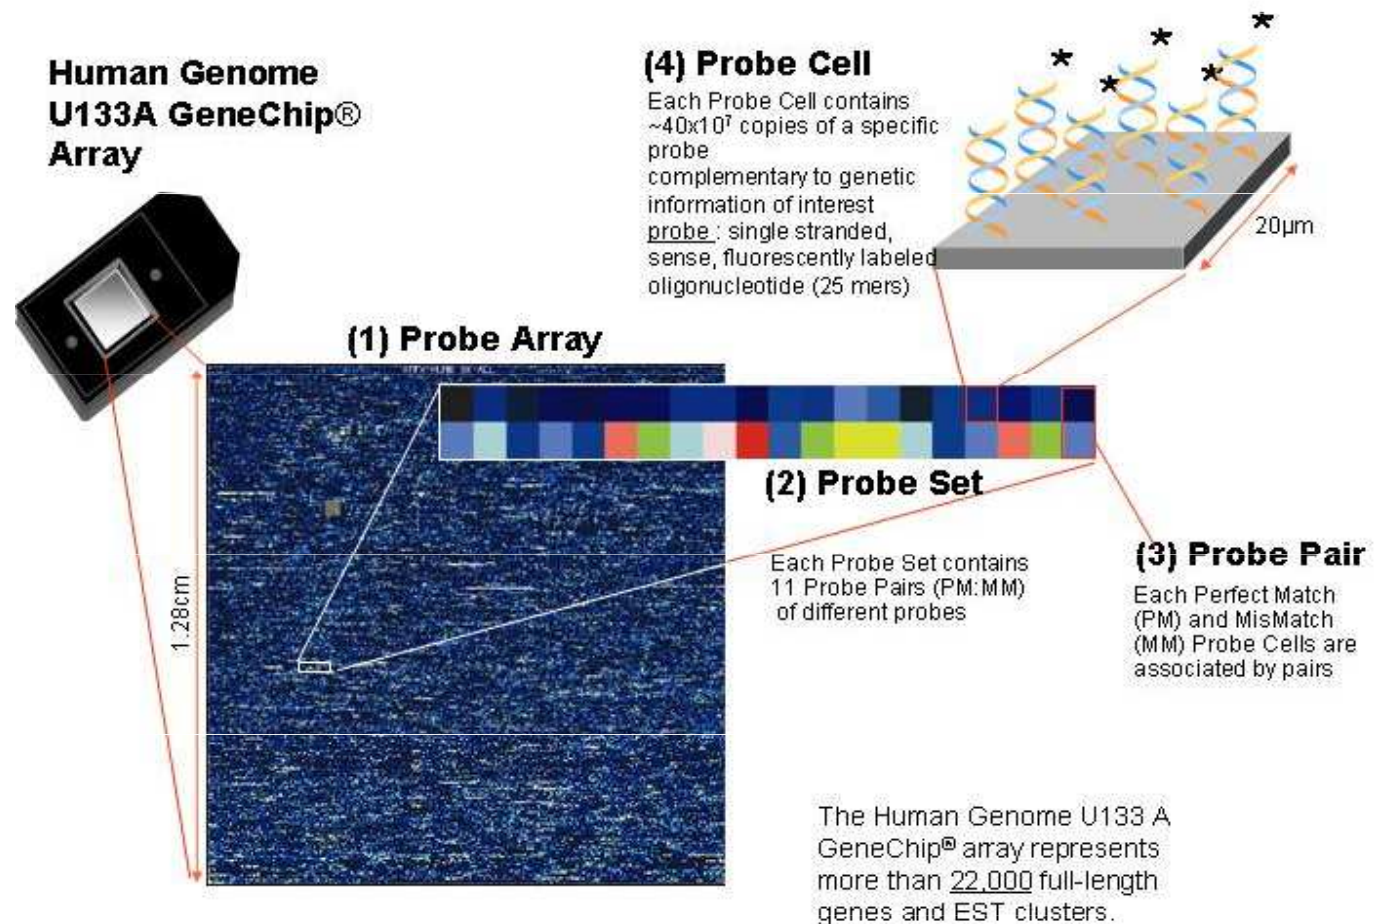 Human Genome
U133A GeneChip®
Array
(4) Probe Cell
Each Probe Cell contains
~40x10⁷ copies of a specific
probe
complementary to genetic
information of interest
probe : single stranded,
sense, fluorescently labeled
oligonucleotide (25 mers)
* * * * *
20µm
(1) Probe Array
1.28cm
(2) Probe Set
Each Probe Set contains
11 Probe Pairs (PM:MM)
of different probes
(3) Probe Pair
Each Perfect Match
(PM) and MisMatch
(MM) Probe Cells are
associated by pairs
The Human Genome U133 A
GeneChip® array represents
more than 22,000 full-length
genes and EST clusters.